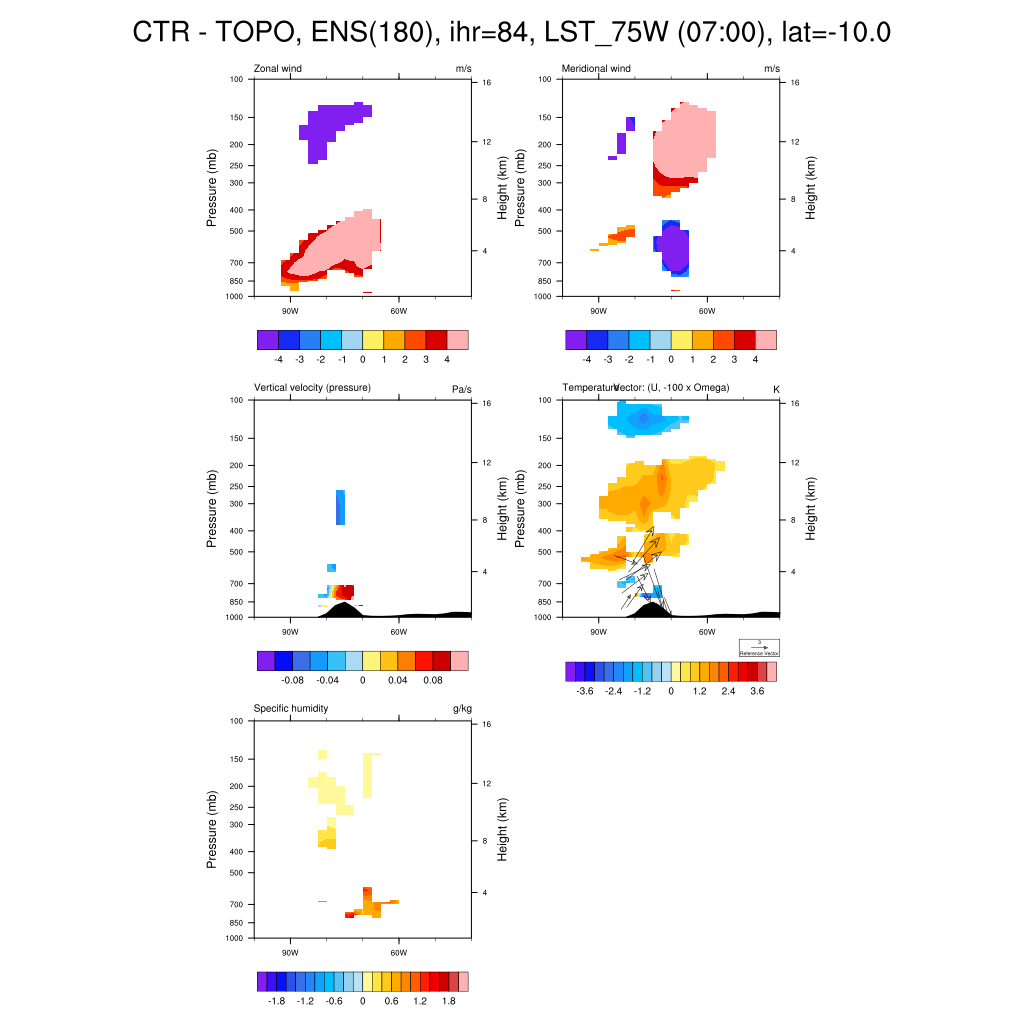 CTR - TOPO, ENS(180), ihr=84, LST_75W (07:00), lat=-10.0
Zonal wind m/s
Meridional wind m/s
100
150
200
250
300
400
500
700
850
1000
Pressure (mb)
16
12
8
4
Height (km)
90W 60W
100
150
200
250
300
400
500
700
850
1000
Pressure (mb)
16
12
8
4
Height (km)
90W 60W
-4 -3 -2 -1 0 1 2 3 4
-4 -3 -2 -1 0 1 2 3 4
Vertical velocity (pressure) Pa/s
Temperature Vector: (U, -100 x Omega) K
100
150
200
250
300
400
500
700
850
1000
Pressure (mb)
16
12
8
4
Height (km)
90W 60W
100
150
200
250
300
400
500
700
850
1000
Pressure (mb)
16
12
8
4
Height (km)
90W 60W
3
Reference Vector
-0.08 -0.04 0 0.04 0.08
-3.6 -2.4 -1.2 0 1.2 2.4 3.6
Specific humidity g/kg
100
150
200
250
300
400
500
700
850
1000
Pressure (mb)
16
12
8
4
Height (km)
90W 60W
-1.8 -1.2 -0.6 0 0.6 1.2 1.8